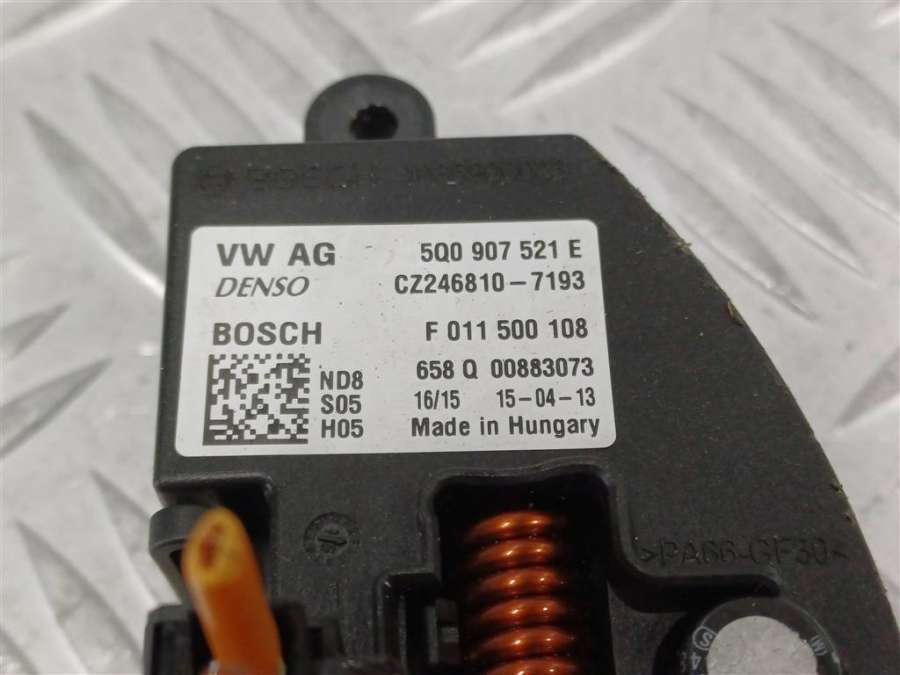 BOSCH
VW AG 5Q0 907 521 E
DENSO CZ246810-7193
BOSCH F 011 500 108
ND8 658 Q 00883073
S05 16/15 15-04-13
H05 Made in Hungary
>PA66-GF30<